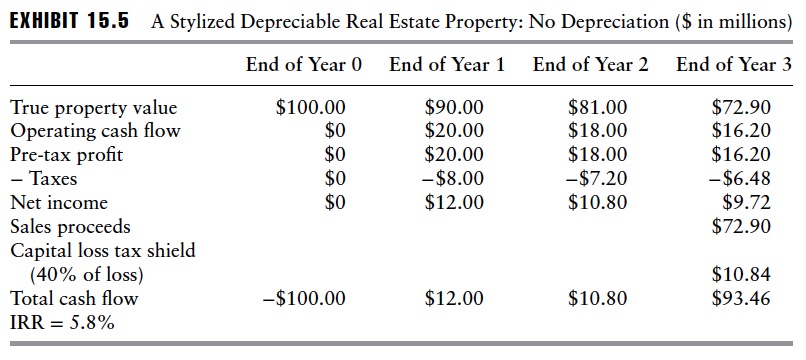 EXHIBIT 15.5 A Stylized Depreciable Real Estate Property: No Depreciation ($ in millions)
End of Year 0 End of Year 1 End of Year 2 End of Year 3
True property value $100.00 $90.00 $81.00 $72.90
Operating cash flow $0 $20.00 $18.00 $16.20
Pre-tax profit $0 $20.00 $18.00 $16.20
– Taxes $0 –$8.00 –$7.20 –$6.48
Net income $0 $12.00 $10.80 $9.72
Sales proceeds $72.90
Capital loss tax shield
(40% of loss) $10.84
Total cash flow –$100.00 $12.00 $10.80 $93.46
IRR = 5.8%